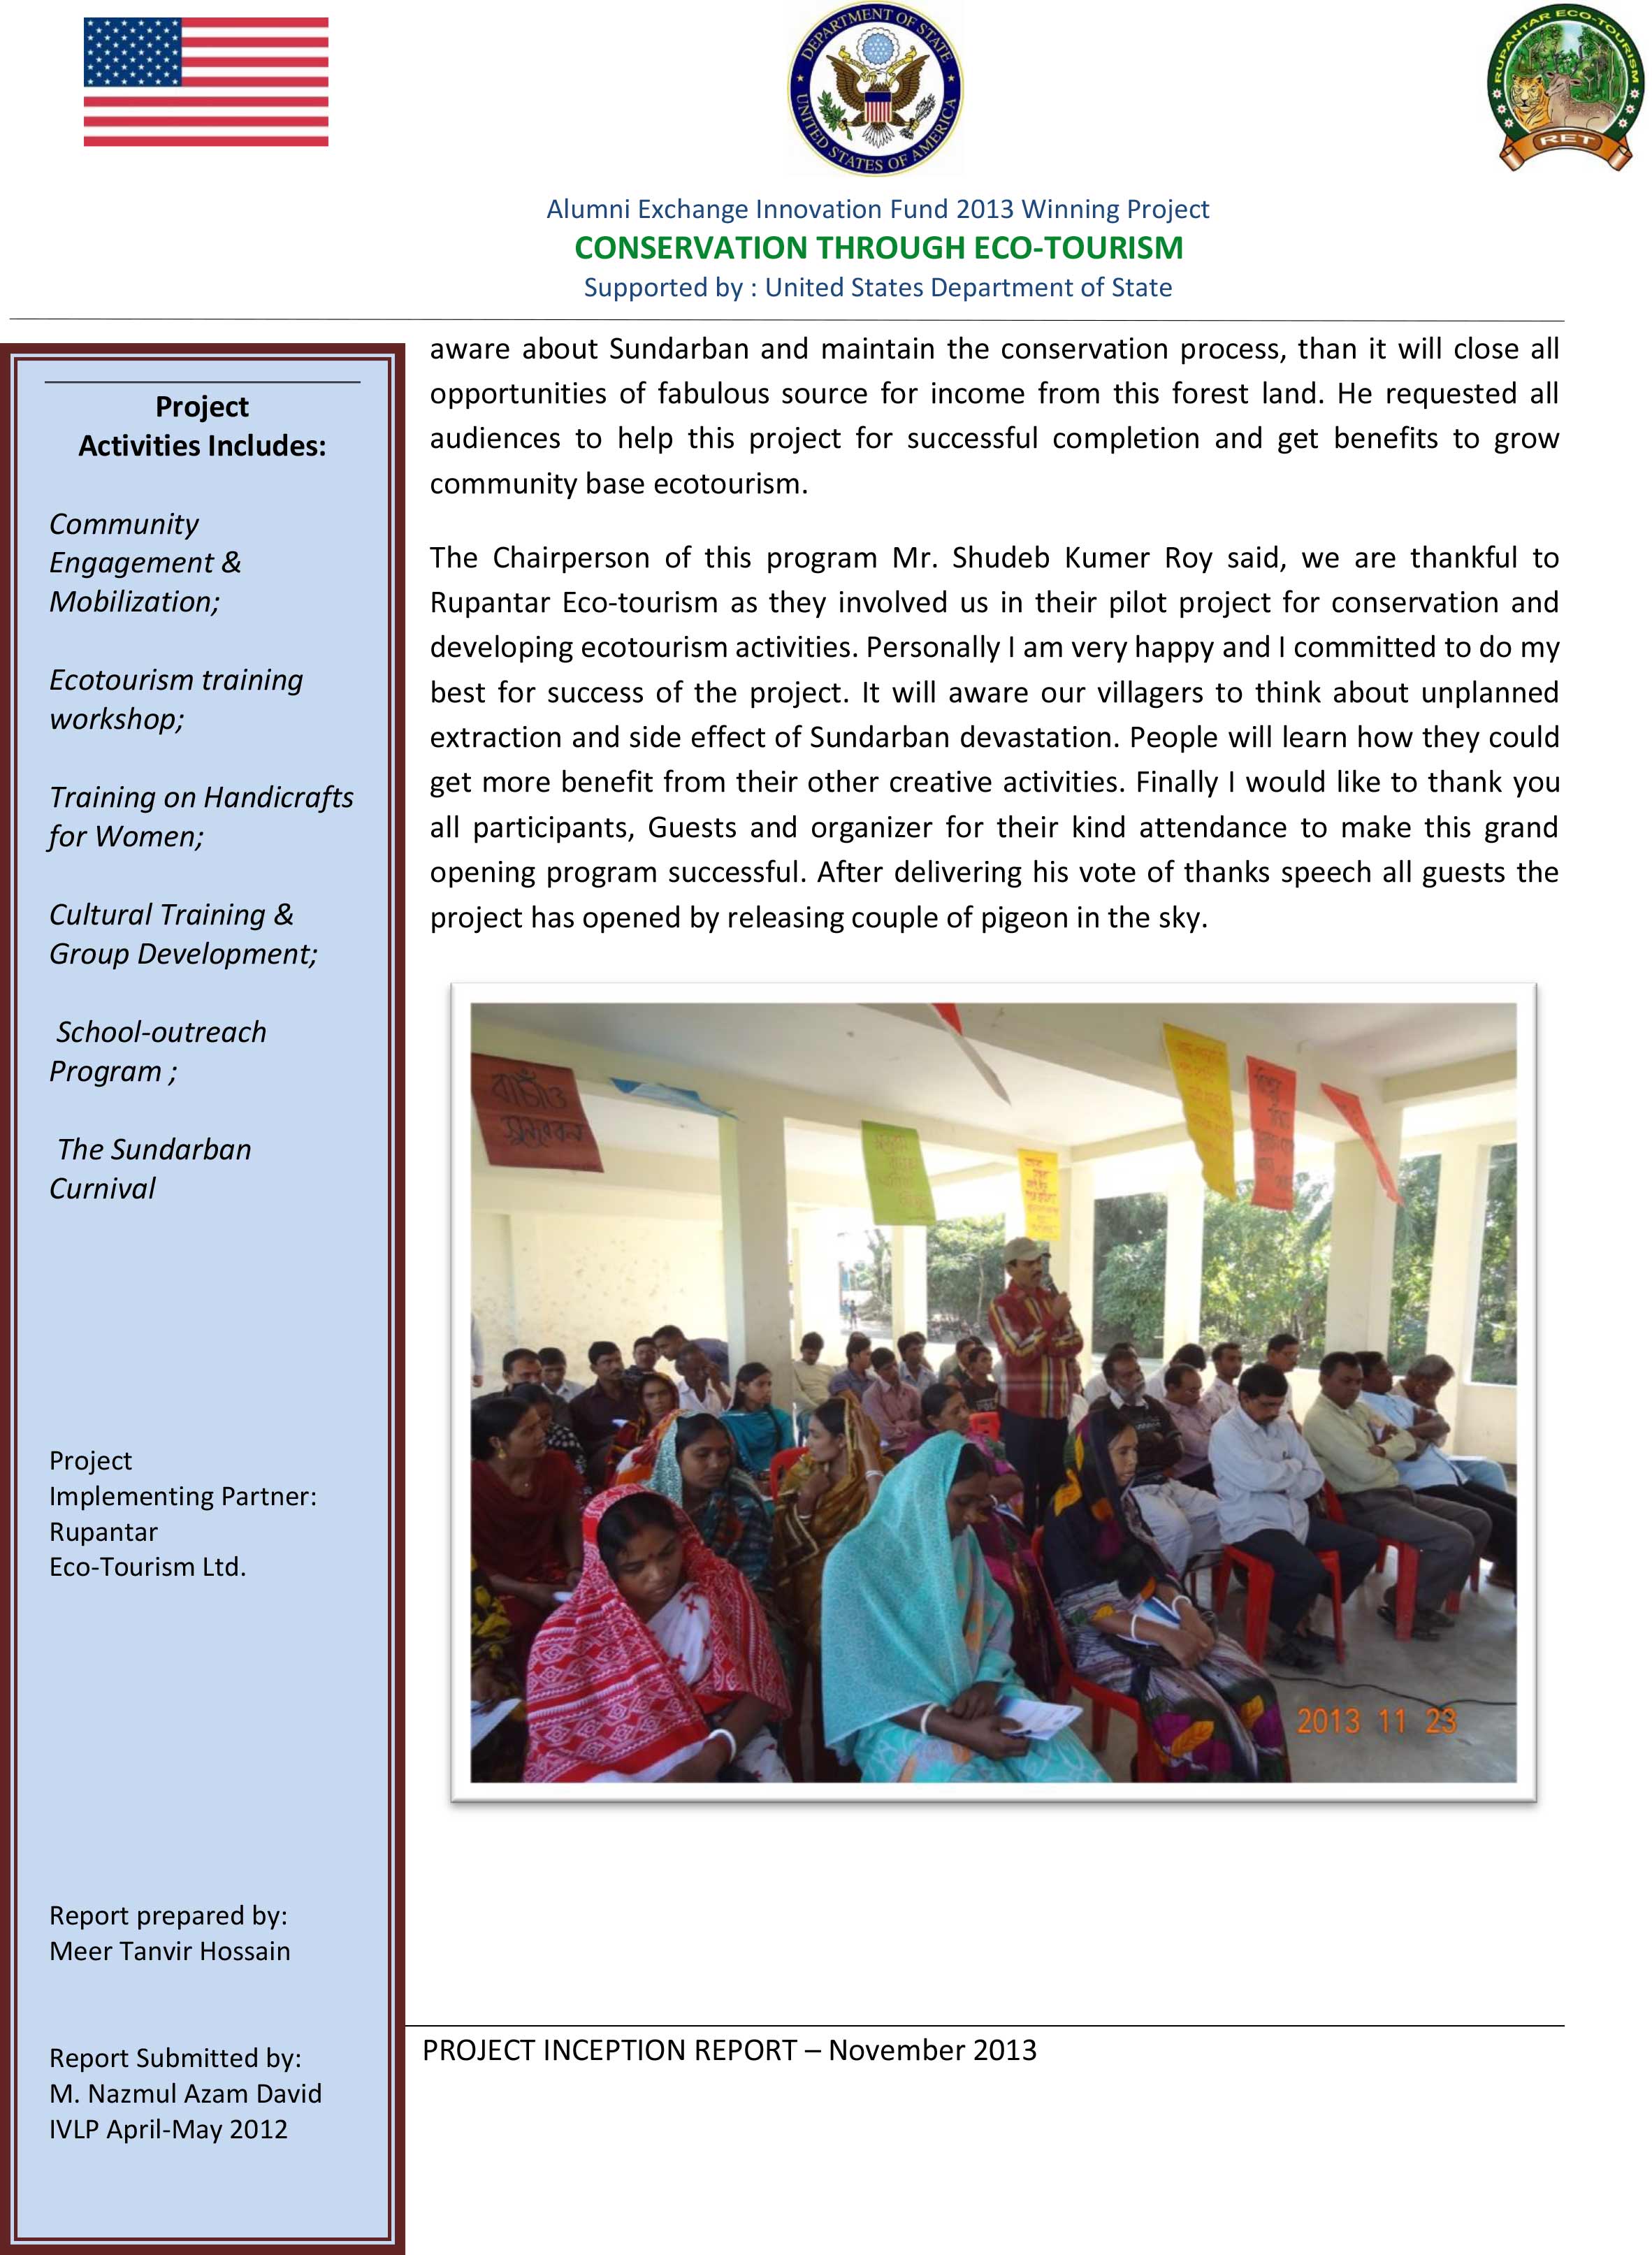 DEPARTMENT OF STATE
UNITED STATES OF AMERICA
RUPANTAR ECO-TOURISM
RET
Alumni Exchange Innovation Fund 2013 Winning Project
CONSERVATION THROUGH ECO-TOURISM
Supported by : United States Department of State
Project
Activities Includes:
Community
Engagement &
Mobilization;
Ecotourism training
workshop;
Training on Handicrafts
for Women;
Cultural Training &
Group Development;
School-outreach
Program ;
The Sundarban
Curnival
Project
Implementing Partner:
Rupantar
Eco-Tourism Ltd.
Report prepared by:
Meer Tanvir Hossain
Report Submitted by:
M. Nazmul Azam David
IVLP April-May 2012
aware about Sundarban and maintain the conservation process, than it will close all
opportunities of fabulous source for income from this forest land. He requested all
audiences to help this project for successful completion and get benefits to grow
community base ecotourism.
The Chairperson of this program Mr. Shudeb Kumer Roy said, we are thankful to
Rupantar Eco-tourism as they involved us in their pilot project for conservation and
developing ecotourism activities. Personally I am very happy and I committed to do my
best for success of the project. It will aware our villagers to think about unplanned
extraction and side effect of Sundarban devastation. People will learn how they could
get more benefit from their other creative activities. Finally I would like to thank you
all participants, Guests and organizer for their kind attendance to make this grand
opening program successful. After delivering his vote of thanks speech all guests the
project has opened by releasing couple of pigeon in the sky.
বাঁচাও
সুন্দরবন
2013 11 23
PROJECT INCEPTION REPORT – November 2013